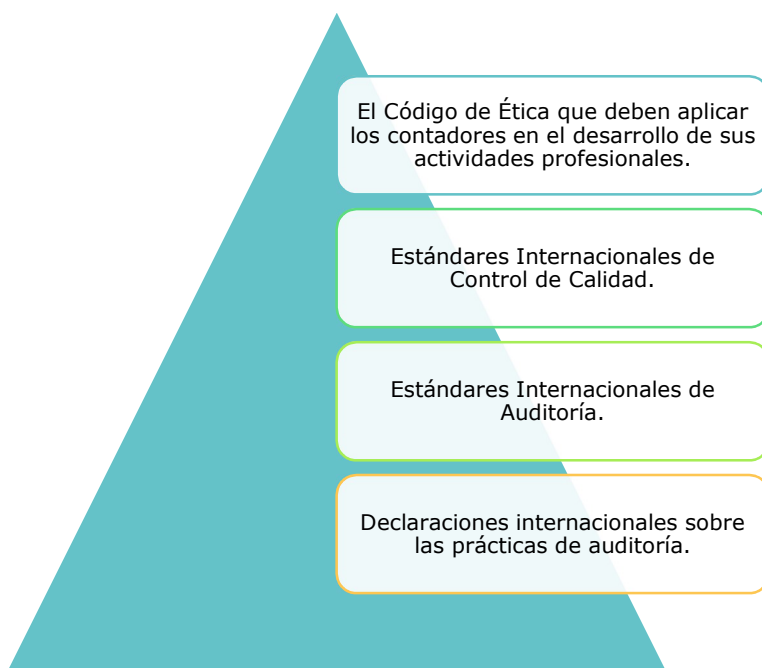 El Código de Ética que deben aplicar
los contadores en el desarrollo de sus
actividades profesionales.
Estándares Internacionales de
Control de Calidad.
Estándares Internacionales de
Auditoría.
Declaraciones internacionales sobre
las prácticas de auditoría.